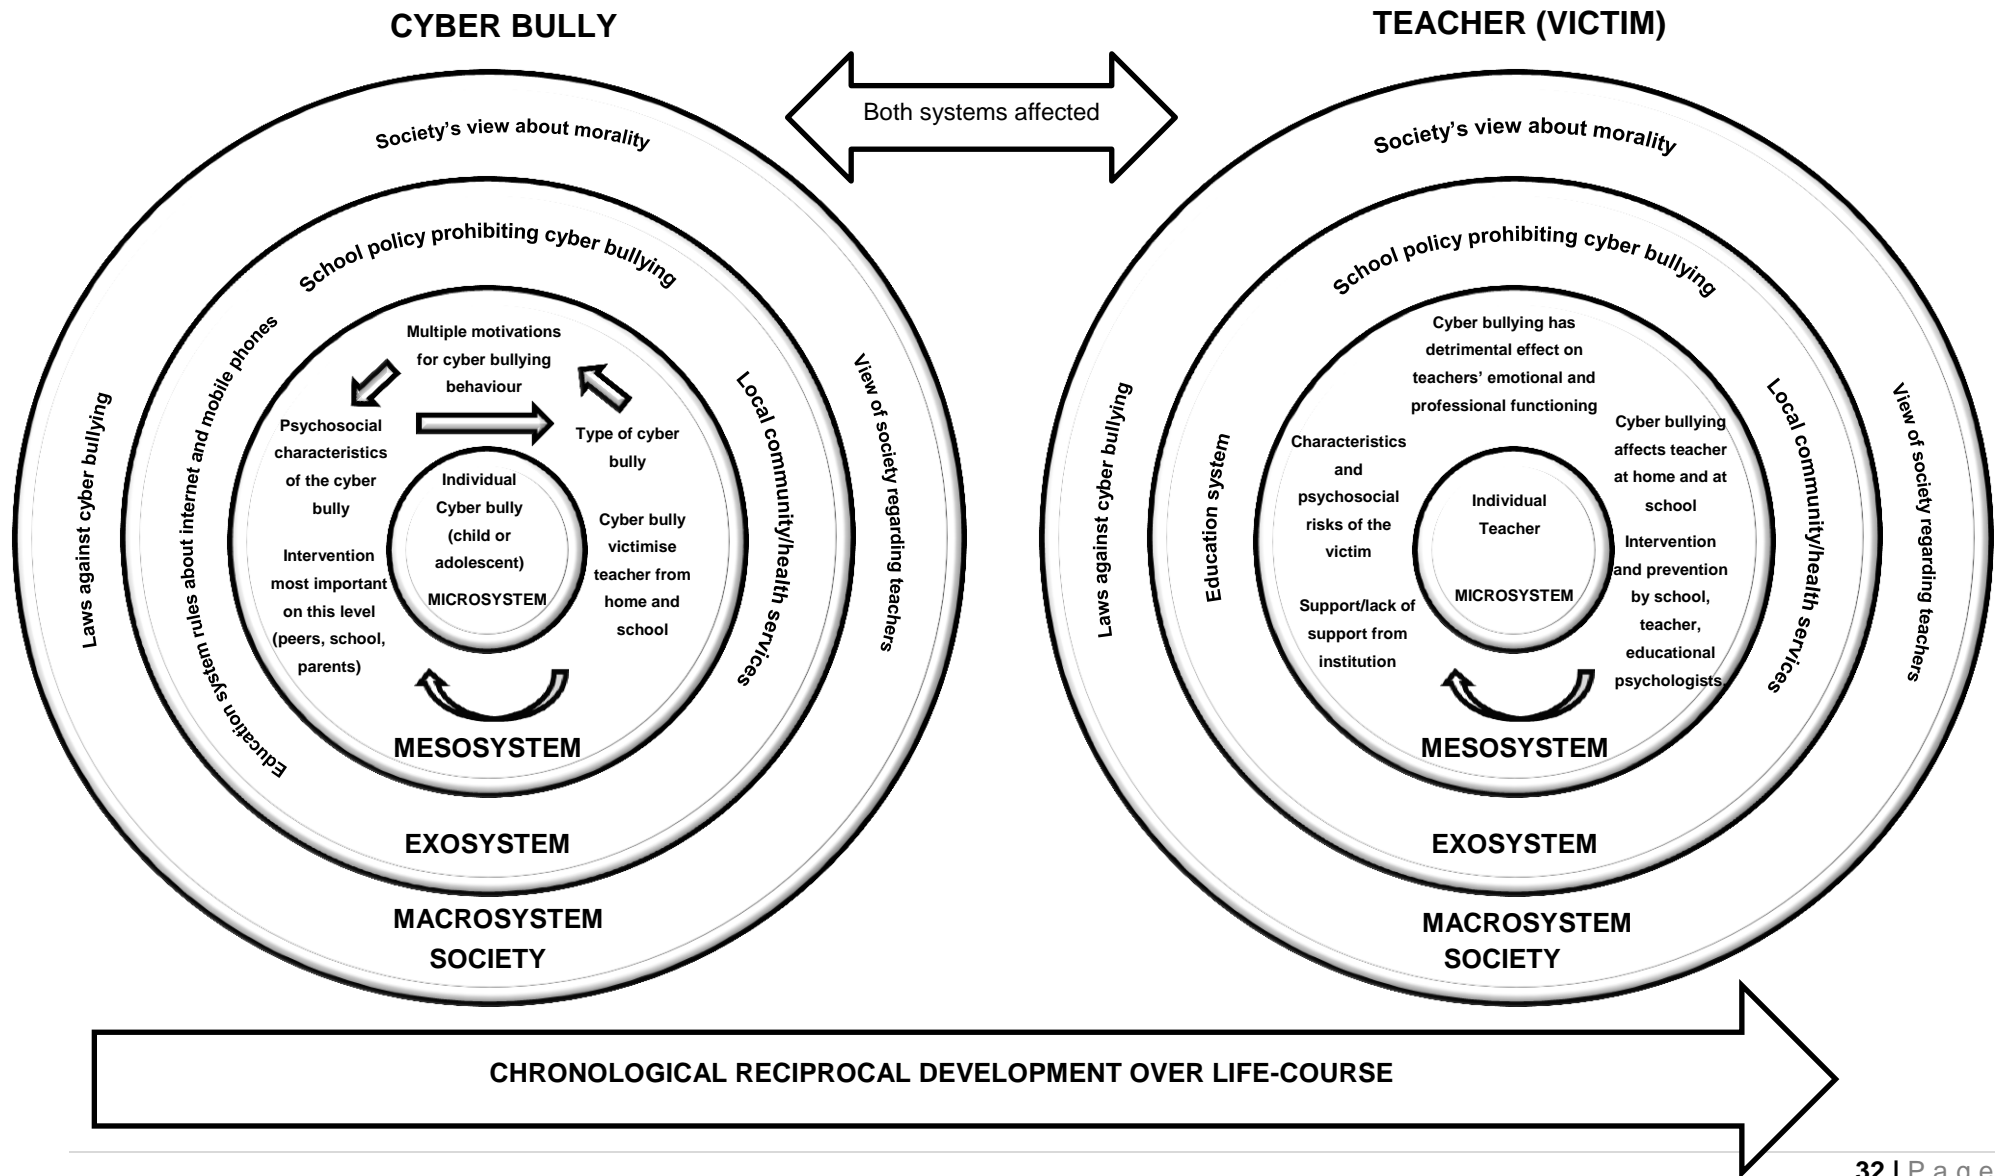 CYBER BULLY
TEACHER (VICTIM)
Both systems affected
Society’s view about morality
School policy prohibiting cyber bullying
Laws against cyber bullying
Education system rules about internet and mobile phones
Local community/health services
View of society regarding teachers
Multiple motivations
for cyber bullying
behaviour
Psychosocial
characteristics
of the cyber
bully
Type of cyber
bully
Intervention
most important
on this level
(peers, school,
parents)
Individual
Cyber bully
(child or
adolescent)
MICROSYSTEM
Cyber bully
victimise
teacher from
home and
school
MESOSYSTEM
EXOSYSTEM
MACROSYSTEM
SOCIETY
Society’s view about morality
School policy prohibiting cyber bullying
Laws against cyber bullying
Education system
Local community/health services
View of society regarding teachers
Cyber bullying has
detrimental effect on
teachers’ emotional and
professional functioning
Characteristics
and
psychosocial
risks of the
victim
Support/lack of
support from
institution
Individual
Teacher
MICROSYSTEM
Cyber bullying
affects teacher
at home and at
school
Intervention
and prevention
by school,
teacher,
educational
psychologists.
MESOSYSTEM
EXOSYSTEM
MACROSYSTEM
SOCIETY
CHRONOLOGICAL RECIPROCAL DEVELOPMENT OVER LIFE-COURSE
32 | P a g e